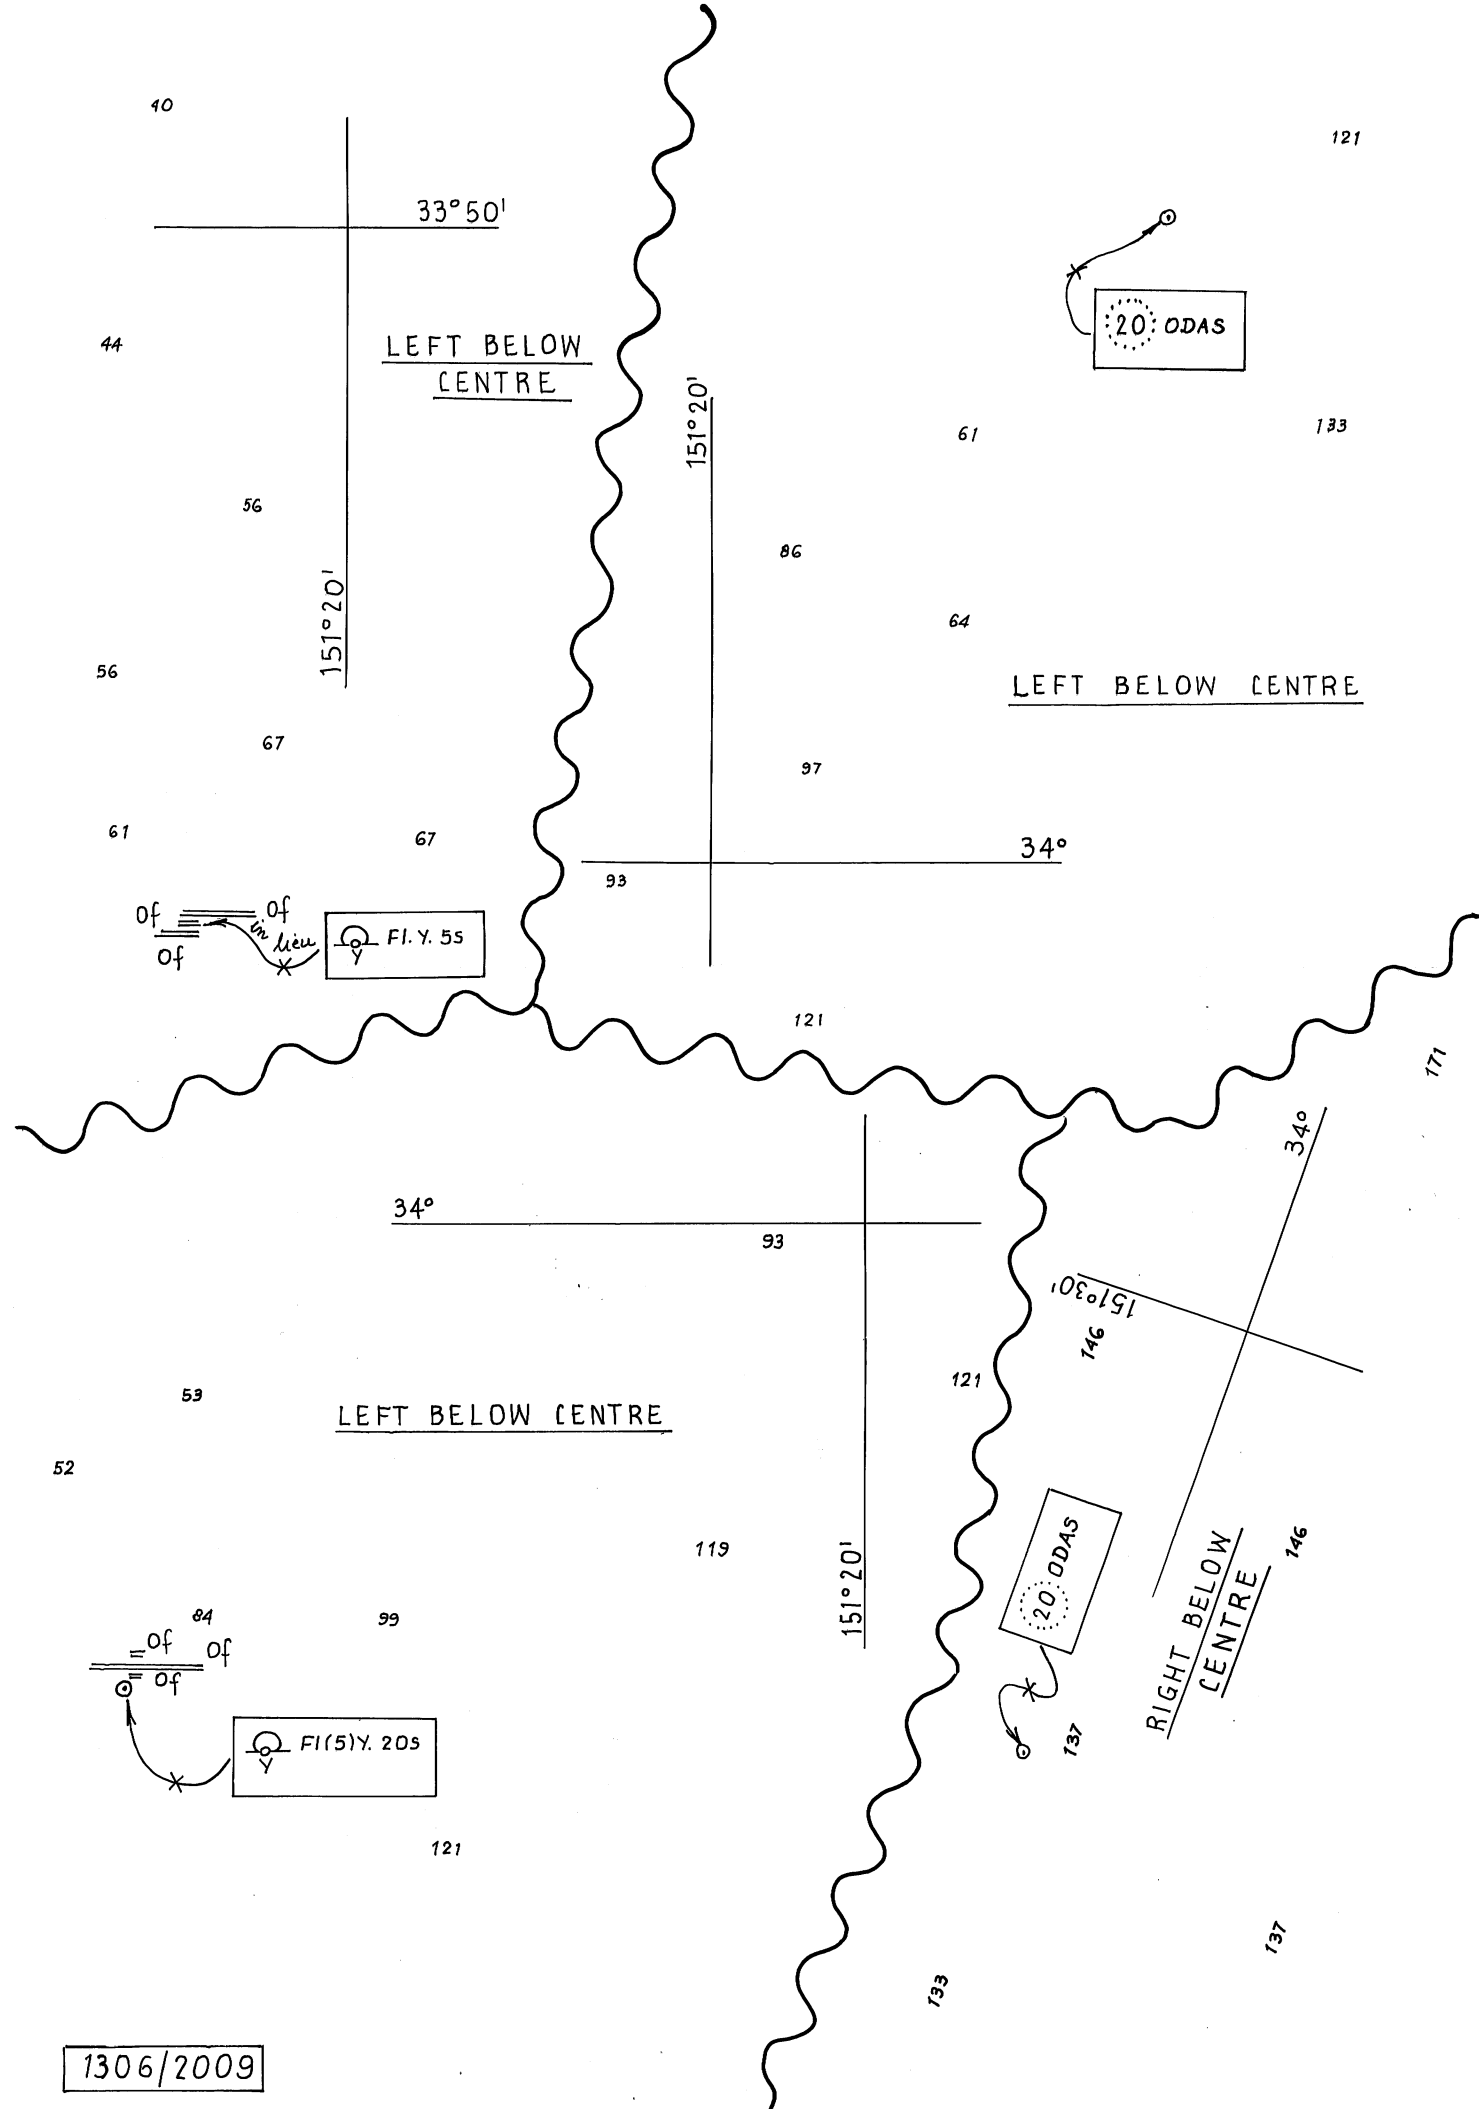 40
33°50'
44
LEFT BELOW
CENTRE
56
151°20'
56
67
61
67
Of
Of
Of
in lieu
Y
Fl. Y. 5s
121
20 ODAS
151°20'
61
133
86
64
LEFT BELOW CENTRE
97
34°
93
121
34°
93
53
LEFT BELOW CENTRE
52
121
119
151°20'
84
99
Of
Of
Of
Y
Fl(5)Y. 20s
121
171
34°
151°30'
146
20 ODAS
146
RIGHT BELOW
CENTRE
137
137
133
1306/2009